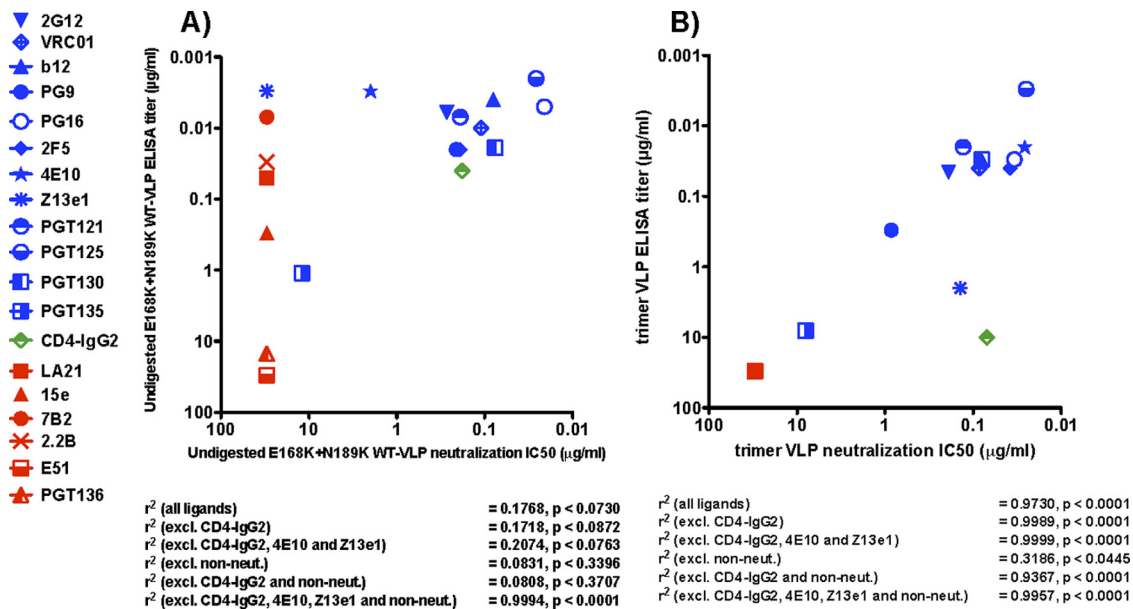 2G12
VRC01
b12
PG9
PG16
2F5
4E10
Z13e1
PGT121
PGT125
PGT130
PGT135
CD4-IgG2
LA21
15e
7B2
2.2B
E51
PGT136
A)
Undigested E168K+N189K WT-VLP ELISA titer (µg/ml)
0.001
0.01
0.1
1
10
100
100
10
1
0.1
0.01
Undigested E168K+N189K WT-VLP neutralization IC50 (µg/ml)
r² (all ligands) = 0.1768, p < 0.0730
r² (excl. CD4-IgG2) = 0.1718, p < 0.0872
r² (excl. CD4-IgG2, 4E10 and Z13e1) = 0.2074, p < 0.0763
r² (excl. non-neut.) = 0.0831, p < 0.3396
r² (excl. CD4-IgG2 and non-neut.) = 0.0808, p < 0.3707
r² (excl. CD4-IgG2, 4E10, Z13e1 and non-neut.) = 0.9994, p < 0.0001
B)
trimer VLP ELISA titer (µg/ml)
0.001
0.01
0.1
1
10
100
100
10
1
0.1
0.01
trimer VLP neutralization IC50 (µg/ml)
r² (all ligands) = 0.9730, p < 0.0001
r² (excl. CD4-IgG2) = 0.9989, p < 0.0001
r² (excl. CD4-IgG2, 4E10 and Z13e1) = 0.9999, p < 0.0001
r² (excl. non-neut.) = 0.3186, p < 0.0445
r² (excl. CD4-IgG2 and non-neut.) = 0.9367, p < 0.0001
r² (excl. CD4-IgG2, 4E10, Z13e1 and non-neut.) = 0.9957, p < 0.0001